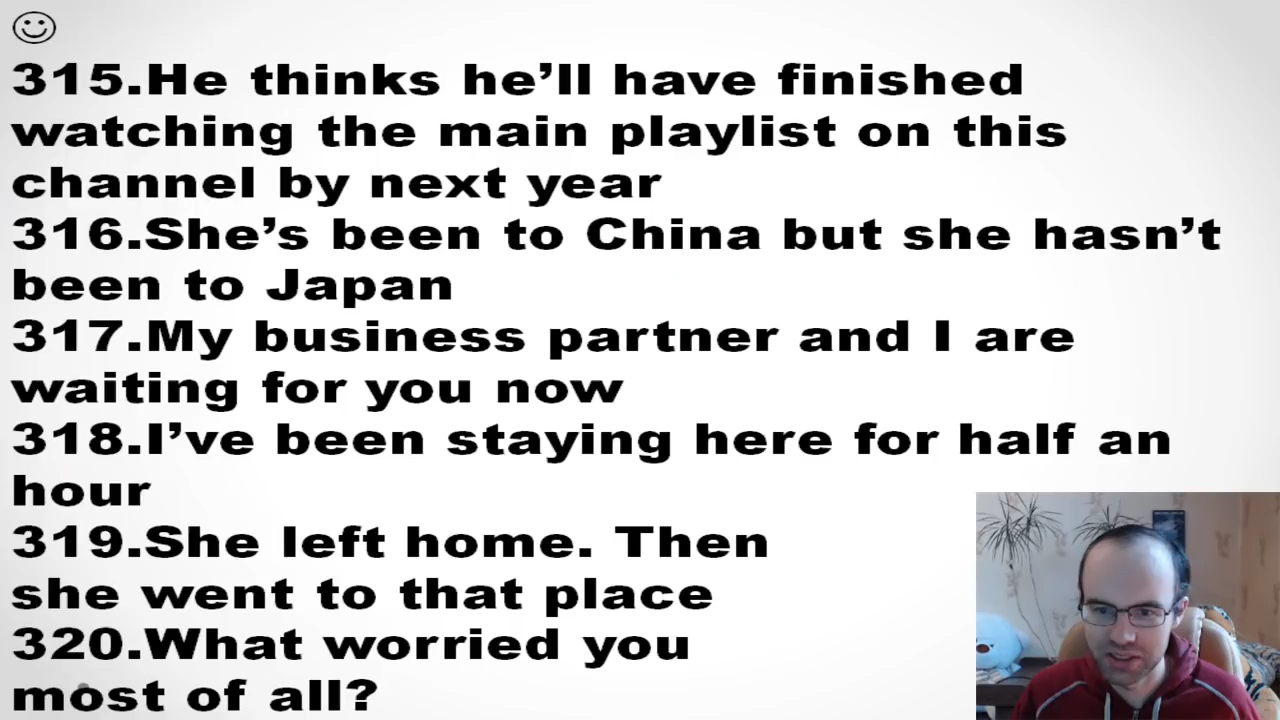 315.He thinks he’ll have finished
watching the main playlist on this
channel by next year
316.She’s been to China but she hasn’t
been to Japan
317.My business partner and I are
waiting for you now
318.I’ve been staying here for half an
hour
319.She left home. Then
she went to that place
320.What worried you
most of all?